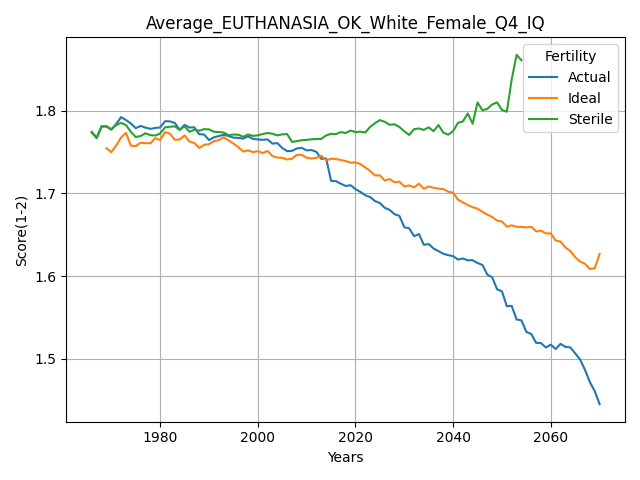 Average_EUTHANASIA_OK_White_Female_Q4_IQ
Fertility
Actual
Ideal
Sterile
Score(1-2)
1.8
1.7
1.6
1.5
1980
2000
2020
2040
2060
Years